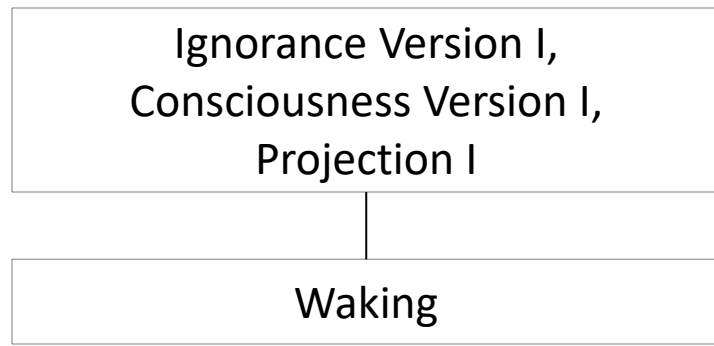 Ignorance Version I,
Consciousness Version I,
Projection I
Waking